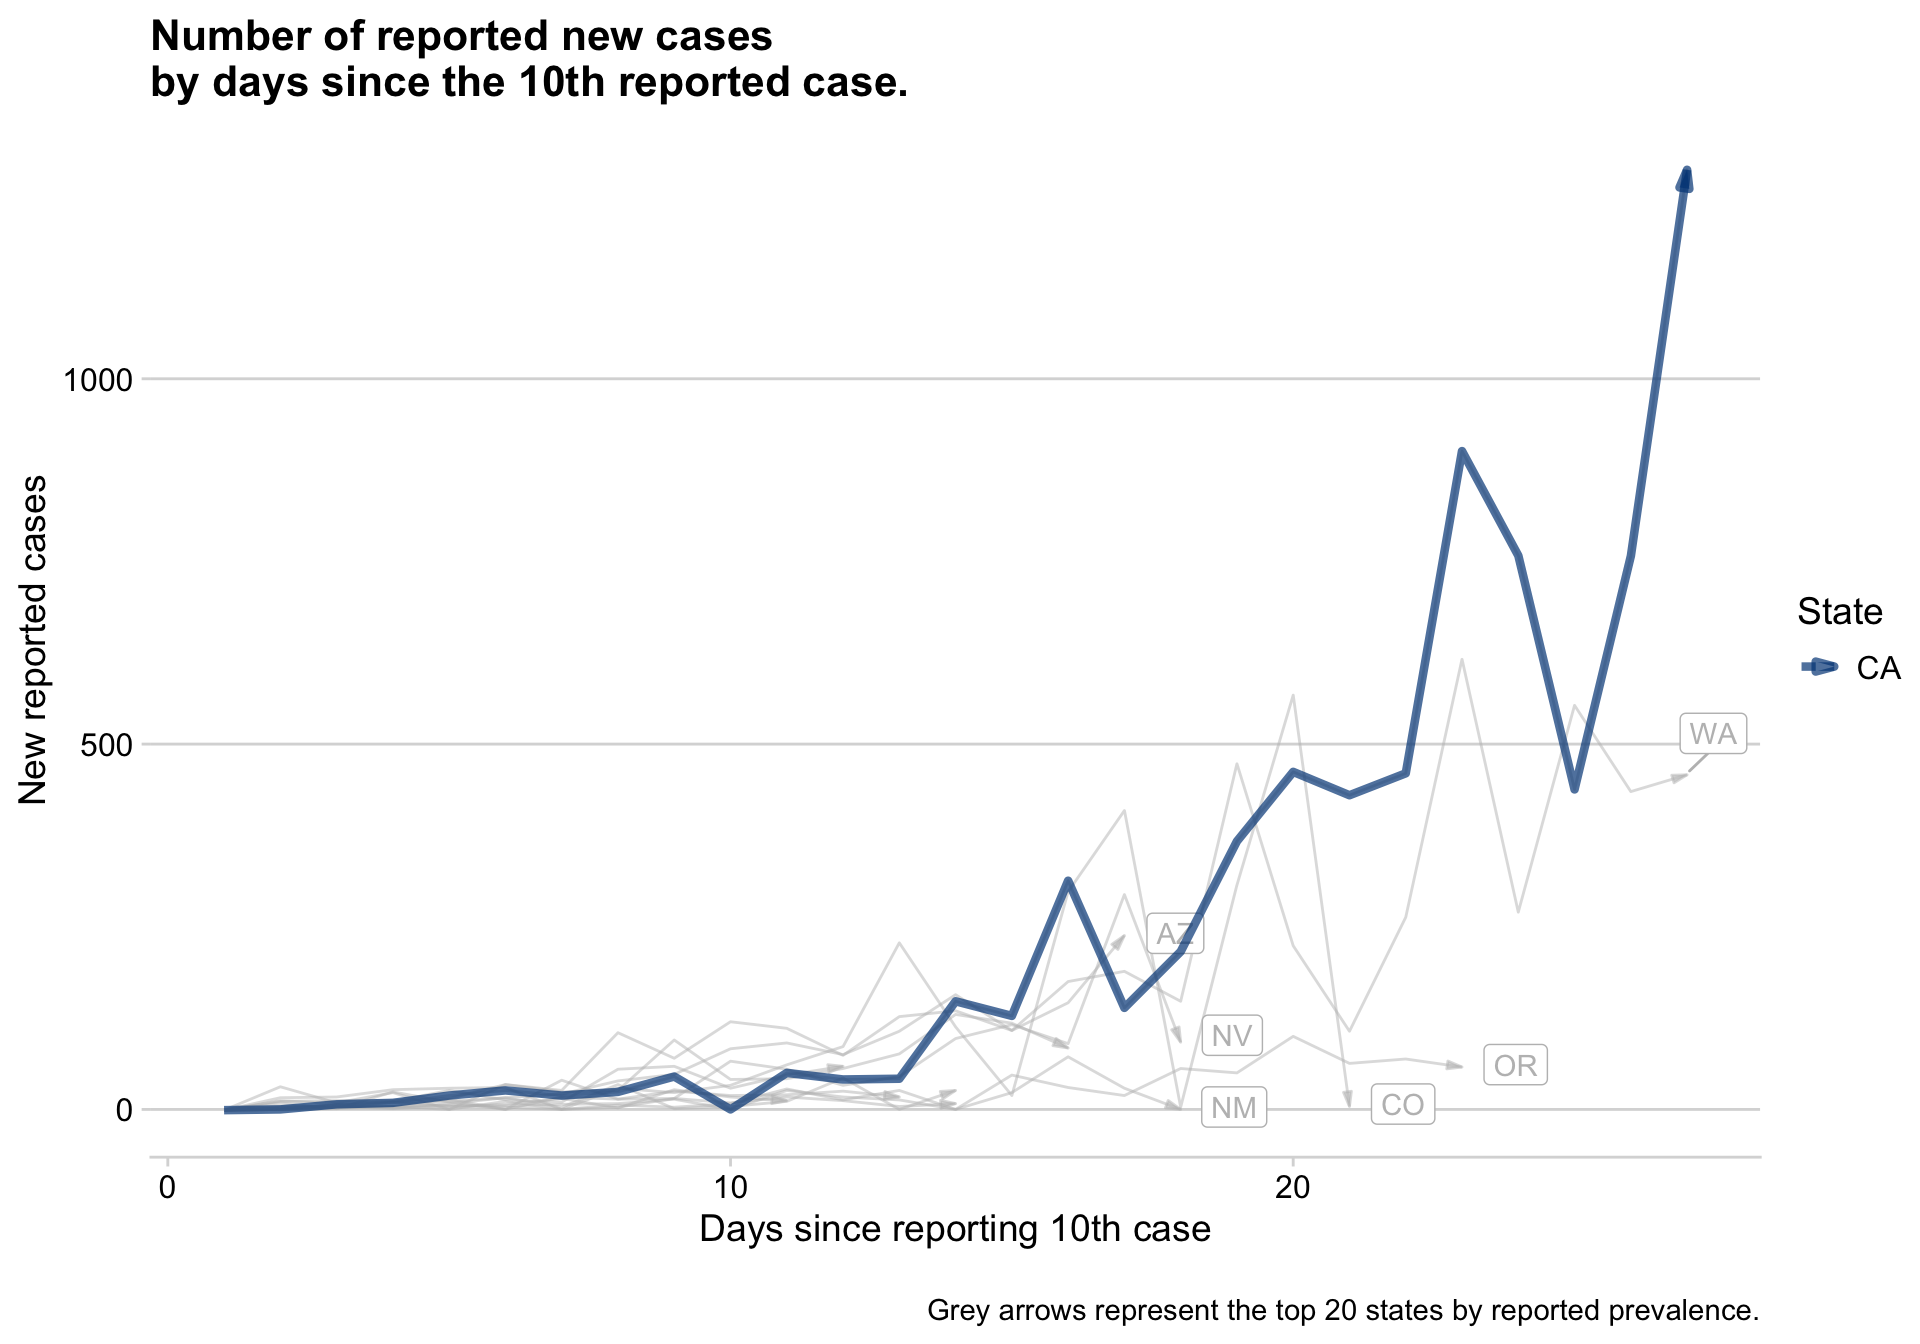 Number of reported new cases
by days since the 10th reported case.
1000
500
0
New reported cases
WA
AZ
NV
OR
NM
CO
State
CA
0
10
20
Days since reporting 10th case
Grey arrows represent the top 20 states by reported prevalence.